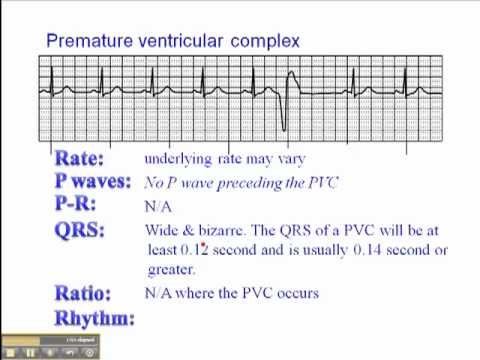 Premature ventricular complex
Rate: underlying rate may vary
P waves: No P wave preceding the PVC
P-R: N/A
QRS: Wide & bizarre. The QRS of a PVC will be at
least 0.12 second and is usually 0.14 second or
greater.
Ratio: N/A where the PVC occurs
Rhythm: